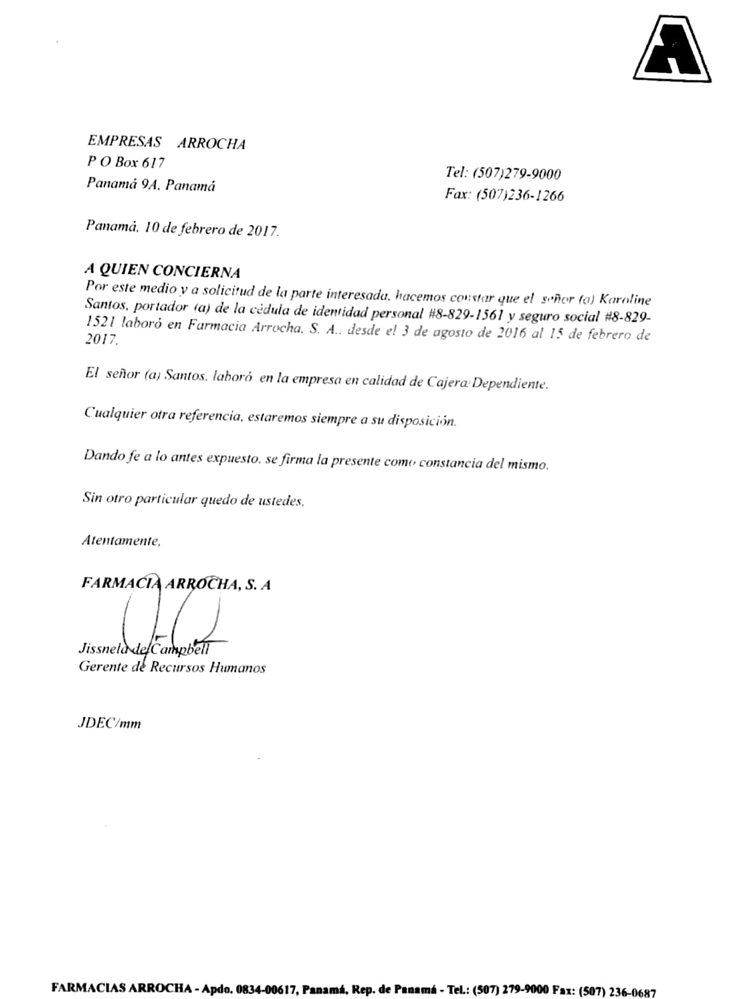 EMPRESAS ARROCHA
P O Box 617
Panamá 9A, Panamá
Tel: (507)279-9000
Fax: (507)236-1266
Panamá, 10 de febrero de 2017.
A QUIEN CONCIERNA
Por este medio y a solicitud de la parte interesada, hacemos constar que el señor (a) Karoline
Santos, portador (a) de la cédula de identidad personal #8-829-1561 y seguro social #8-829-
1521 laboró en Farmacia Arrocha, S. A., desde el 3 de agosto de 2016 al 15 de febrero de
2017.
El señor (a) Santos, laboró en la empresa en calidad de Cajera/Dependiente.
Cualquier otra referencia, estaremos siempre a su disposición.
Dando fe a lo antes expuesto, se firma la presente como constancia del mismo.
Sin otro particular quedo de ustedes,
Atentamente,
FARMACIA ARROCHA, S. A
Jissnela de Campbell
Gerente de Recursos Humanos
JDEC/mm
FARMACIAS ARROCHA - Apdo. 0834-00617, Panamá, Rep. de Panamá - Tel.: (507) 279-9000 Fax: (507) 236-0687